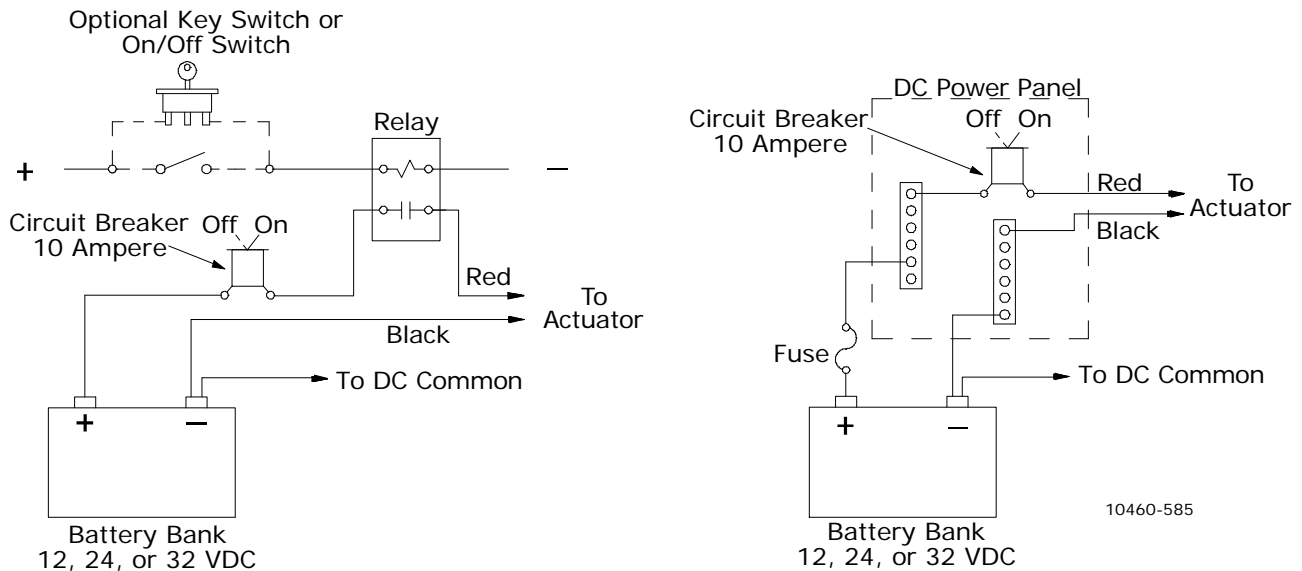 Optional Key Switch or
On/Off Switch
Relay
+
−
Circuit Breaker
10 Ampere
Off On
Red
To
Actuator
Black
To DC Common
+
−
Battery Bank
12, 24, or 32 VDC
DC Power Panel
Circuit Breaker
10 Ampere
Off On
Red
To
Actuator
Black
Fuse
To DC Common
+
−
10460-585
Battery Bank
12, 24, or 32 VDC